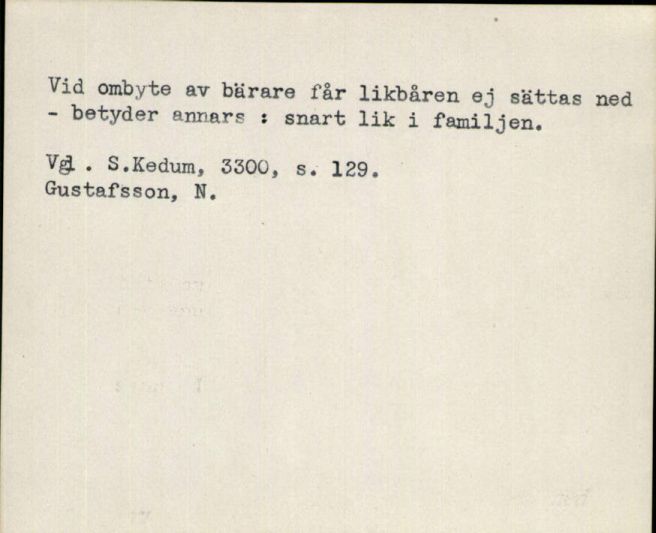 Vid ombyte av bärare får likbåren ej sättas ned
- betyder annars : snart lik i familjen.
Vgl . S.Kedum, 3300, s. 129.
Gustafsson, N.